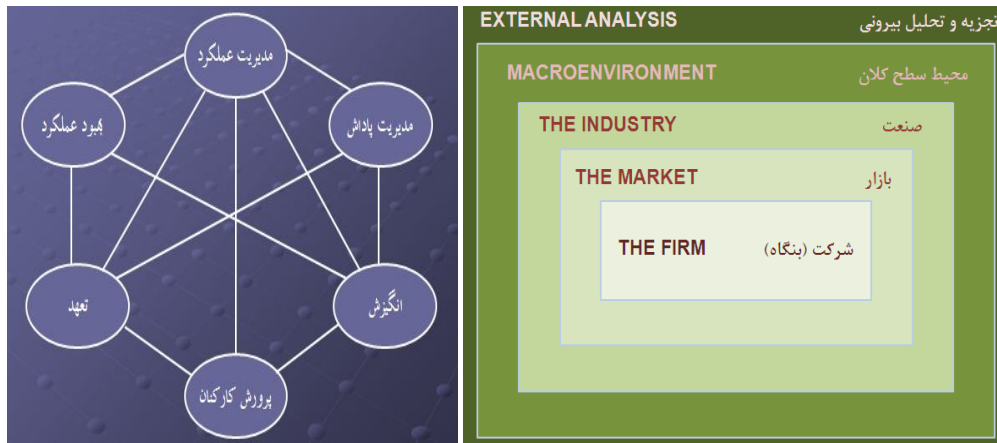 مدیریت عملکرد
بهبود عملکرد
مدیریت پاداش
تعهد
انگیزش
پرورش کارکنان
EXTERNAL ANALYSIS تجزیه و تحلیل بیرونی
MACROENVIRONMENT محیط سطح کلان
THE INDUSTRY صنعت
THE MARKET بازار
THE FIRM شرکت (بنگاه)